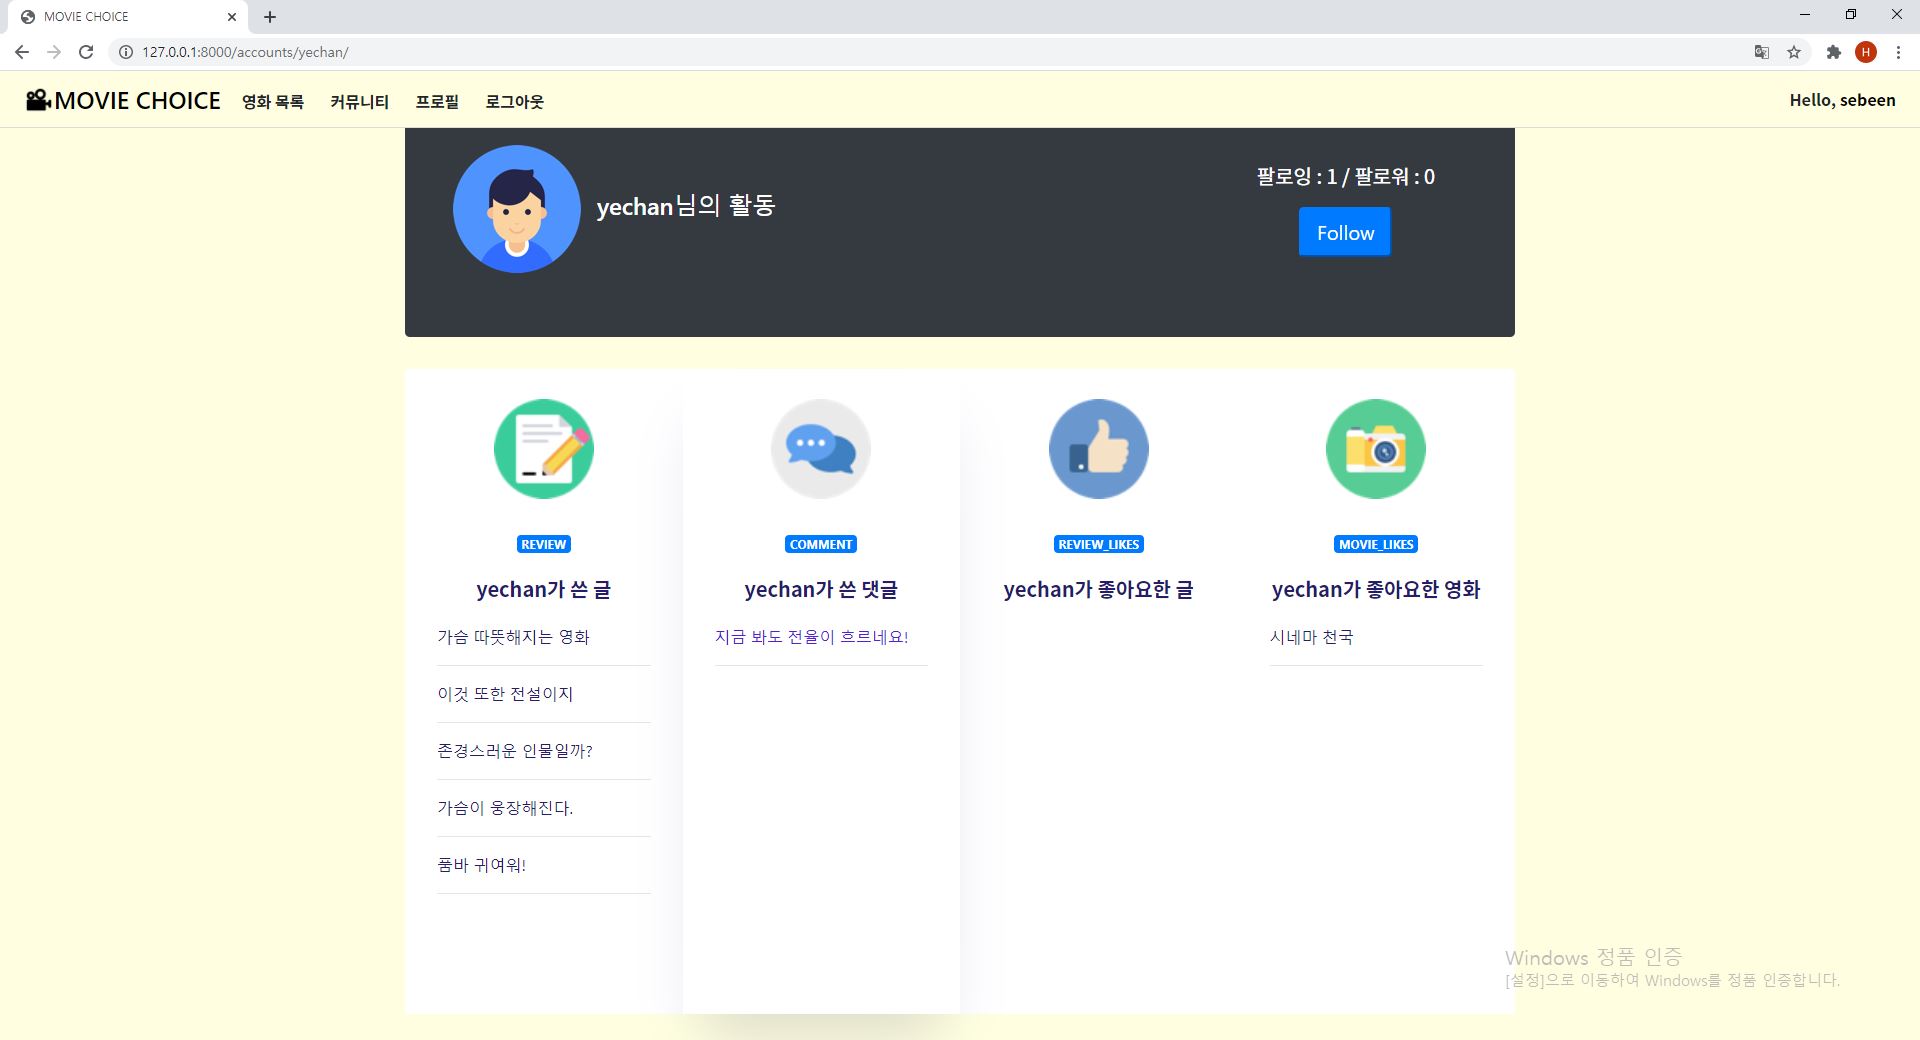 MOVIE CHOICE
127.0.0.1:8000/accounts/yechan/
H
MOVIE CHOICE 영화 목록 커뮤니티 프로필 로그아웃 Hello, sebeen
yechan님의 활동
팔로잉 : 1 / 팔로워 : 0
Follow
REVIEW
yechan가 쓴 글
가슴 따뜻해지는 영화
이것 또한 전설이지
존경스러운 인물일까?
가슴이 웅장해진다.
품바 귀여워!
COMMENT
yechan가 쓴 댓글
지금 봐도 전율이 흐르네요!
REVIEW_LIKES
yechan가 좋아요한 글
MOVIE_LIKES
yechan가 좋아요한 영화
시네마 천국
Windows 정품 인증
[설정]으로 이동하여 Windows를 정품 인증합니다.